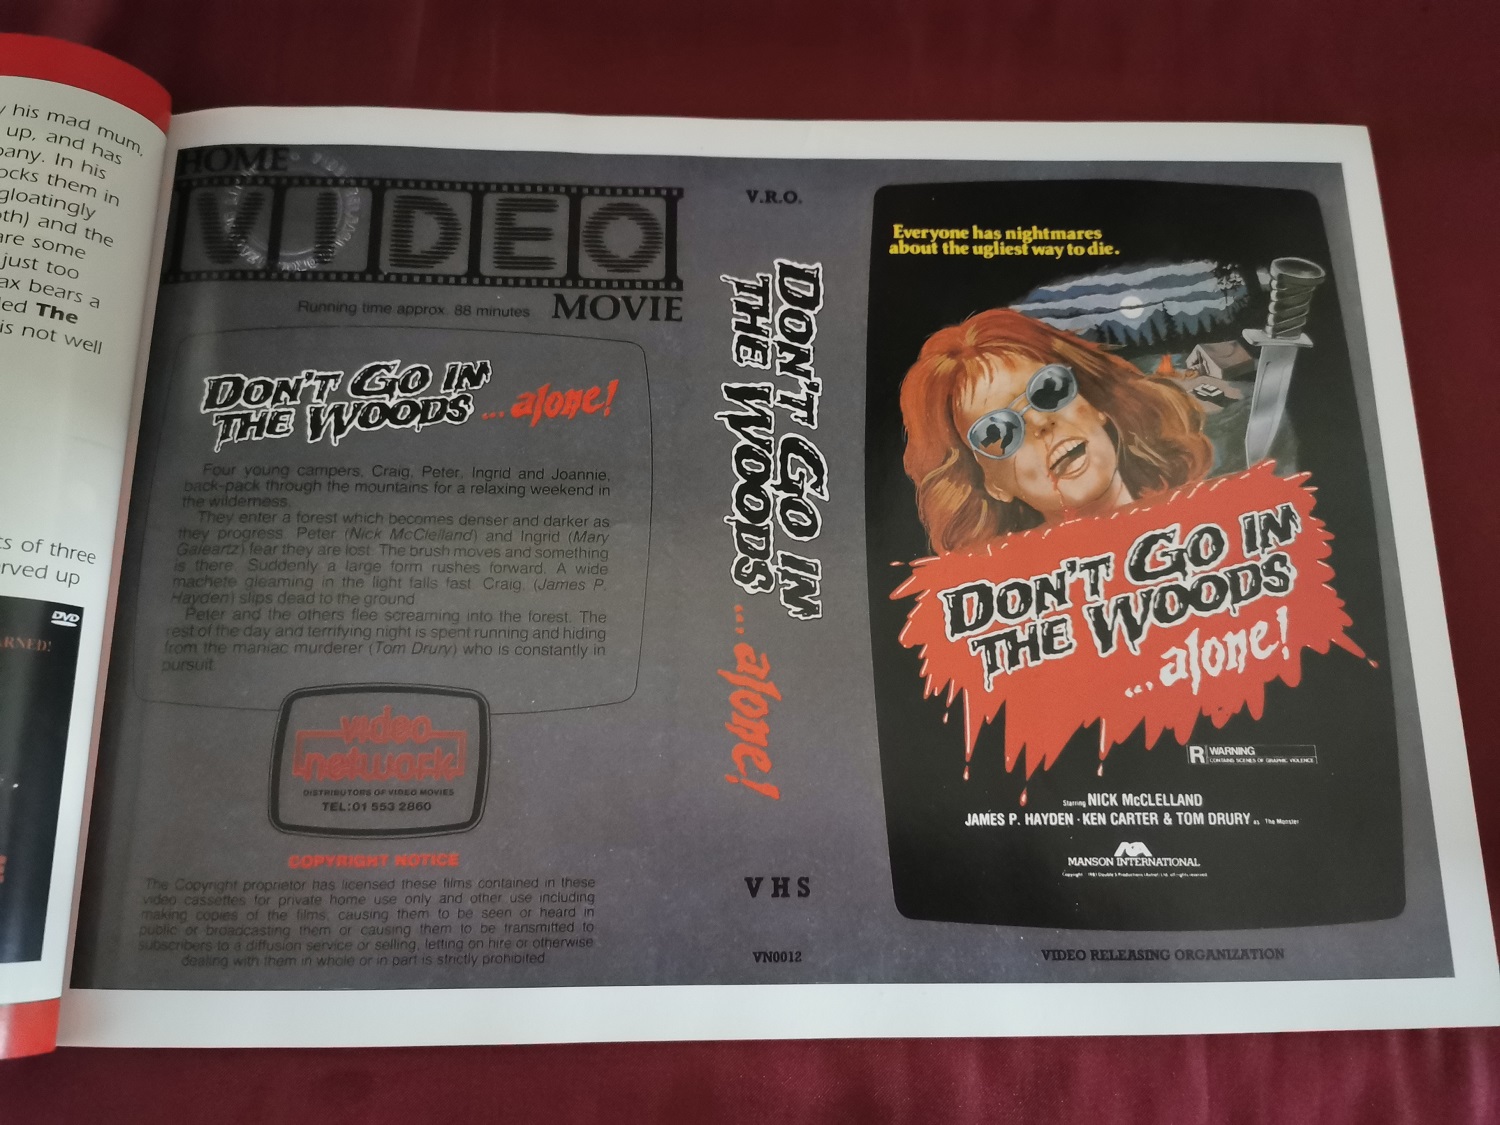 y his mad mum,
up, and has
pany. In his
ocks them in
gloatingly
oth) and the
are some
just too
ax bears a
led The
is not well
ts of three
erved up
DVD
ARNED!
HOME
VIDEO
MOVIE
Running time approx. 88 minutes
DON'T GO IN
THE WOODS ...alone!
Four young campers, Craig, Peter, Ingrid and Joannie,
back-pack through the mountains for a relaxing weekend in
the wilderness.
They enter a forest which becomes denser and darker as
they progress. Peter (Nick McClelland) and Ingrid (Mary
Galeartz) fear they are lost. The brush moves and something
is there. Suddenly a large form rushes forward. A wide
machete gleaming in the light falls fast. Craig, (James P.
Hayden) slips dead to the ground.
Peter and the others flee screaming into the forest. The
rest of the day and terrifying night is spent running and hiding
from the maniac murderer (Tom Drury) who is constantly in
pursuit.
video
network
DISTRIBUTORS OF VIDEO MOVIES
TEL:01 553 2860
COPYRIGHT NOTICE
The Copyright proprietor has licensed these films contained in these
video cassettes for private home use only and other use including
making copies of the films, causing them to be seen or heard in
public or broadcasting them or causing them to be transmitted to
subscribers to a diffusion service or selling, letting on hire or otherwise
dealing with them in whole or in part is strictly prohibited.
V.R.O.
DON'T GO IN
THE WOODS
...alone!
VHS
VN0012
Everyone has nightmares
about the ugliest way to die.
DON'T GO IN
THE WOODS
...alone!
R WARNING
CONTAINS SCENES OF GRAPHIC VIOLENCE
Starring NICK McCLELLAND
JAMES P. HAYDEN · KEN CARTER & TOM DRURY as The Monster
MANSON INTERNATIONAL
VIDEO RELEASING ORGANIZATION